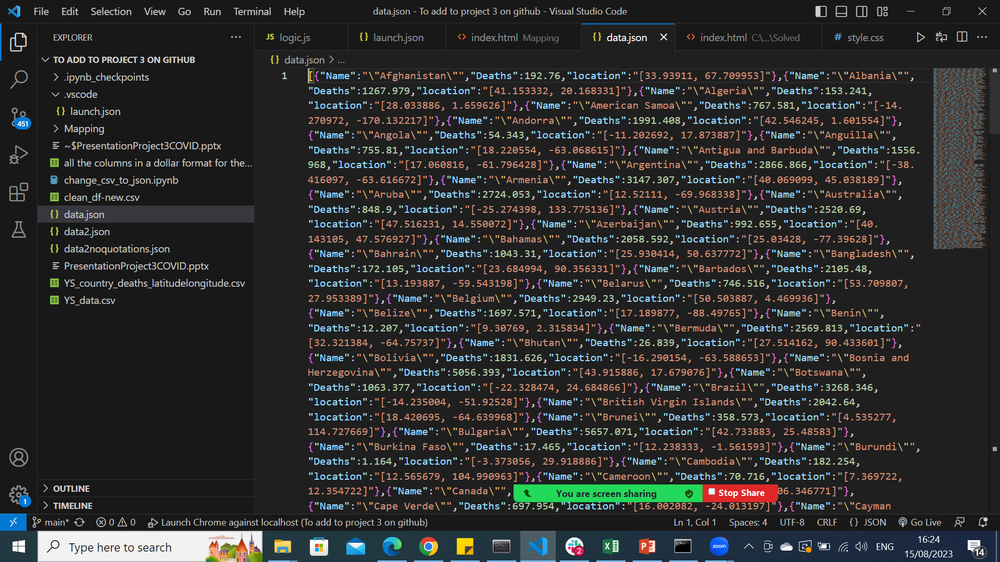 File Edit Selection View Go Run Terminal Help
data.json - To add to project 3 on github - Visual Studio Code
EXPLORER
TO ADD TO PROJECT 3 ON GITHUB
.ipynb_checkpoints
.vscode
{} launch.json
Mapping
~$PresentationProject3COVID.pptx
all the columns in a dollar format for the...
change_csv_to_json.ipynb
clean_df-new.csv
{} data.json
{} data2.json
{} data2noquotations.json
PresentationProject3COVID.pptx
YS_country_deaths_latitudelongitude.csv
YS_data.csv
OUTLINE
TIMELINE
451
1
JS logic.js
{} launch.json
<> index.html Mapping
{} data.json
<> index.html C:\...\Solved
# style.css
{} data.json > ...
1
[{"Name":"\"Afghanistan\"","Deaths":192.76,"location":"[33.93911, 67.709953]"},{"Name":"\"Albania\"",
"Deaths":1267.979,"location":"[41.153332, 20.168331]"},{"Name":"\"Algeria\"","Deaths":153.241,
"location":"[28.033886, 1.659626]"},{"Name":"\"American Samoa\"","Deaths":767.581,"location":"[-14.
270972, -170.132217]"},{"Name":"\"Andorra\"","Deaths":1991.408,"location":"[42.546245, 1.601554]"},
{"Name":"\"Angola\"","Deaths":54.343,"location":"[-11.202692, 17.873887]"},{"Name":"\"Anguilla\"",
"Deaths":755.81,"location":"[18.220554, -63.068615]"},{"Name":"\"Antigua and Barbuda\"","Deaths":1556.
968,"location":"[17.060816, -61.796428]"},{"Name":"\"Argentina\"","Deaths":2866.866,"location":"[-38.
416097, -63.616672]"},{"Name":"\"Armenia\"","Deaths":3147.307,"location":"[40.069099, 45.038189]"},
{"Name":"\"Aruba\"","Deaths":2724.053,"location":"[12.52111, -69.968338]"},{"Name":"\"Australia\"",
"Deaths":848.9,"location":"[-25.274398, 133.775136]"},{"Name":"\"Austria\"","Deaths":2520.69,
"location":"[47.516231, 14.550072]"},{"Name":"\"Azerbaijan\"","Deaths":992.655,"location":"[40.
143105, 47.576927]"},{"Name":"\"Bahamas\"","Deaths":2058.592,"location":"[25.03428, -77.39628]"},
{"Name":"\"Bahrain\"","Deaths":1043.31,"location":"[25.930414, 50.637772]"},{"Name":"\"Bangladesh\"",
"Deaths":172.105,"location":"[23.684994, 90.356331]"},{"Name":"\"Barbados\"","Deaths":2105.48,
"location":"[13.193887, -59.543198]"},{"Name":"\"Belarus\"","Deaths":746.516,"location":"[53.709807,
27.953389]"},{"Name":"\"Belgium\"","Deaths":2949.23,"location":"[50.503887, 4.469936]"},
{"Name":"\"Belize\"","Deaths":1697.571,"location":"[17.189877, -88.49765]"},{"Name":"\"Benin\"",
"Deaths":12.207,"location":"[9.30769, 2.315834]"},{"Name":"\"Bermuda\"","Deaths":2569.813,"location":"
[32.321384, -64.75737]"},{"Name":"\"Bhutan\"","Deaths":26.839,"location":"[27.514162, 90.433601]"},
{"Name":"\"Bolivia\"","Deaths":1831.626,"location":"[-16.290154, -63.588653]"},{"Name":"\"Bosnia and
Herzegovina\"","Deaths":5056.393,"location":"[43.915886, 17.679076]"},{"Name":"\"Botswana\"",
"Deaths":1063.377,"location":"[-22.328474, 24.684866]"},{"Name":"\"Brazil\"","Deaths":3268.346,
"location":"[-14.235004, -51.92528]"},{"Name":"\"British Virgin Islands\"","Deaths":2042.64,
"location":"[18.420695, -64.639968]"},{"Name":"\"Brunei\"","Deaths":358.573,"location":"[4.535277,
114.727669]"},{"Name":"\"Bulgaria\"","Deaths":5657.071,"location":"[42.733883, 25.48583]"},
{"Name":"\"Burkina Faso\"","Deaths":17.465,"location":"[12.238333, -1.561593]"},{"Name":"\"Burundi\"",
"Deaths":1.164,"location":"[-3.373056, 29.918886]"},{"Name":"\"Cambodia\"","Deaths":182.254,
"location":"[12.565679, 104.990963]"},{"Name":"\"Cameroon\"","Deaths":70.716,"location":"[7.369722,
12.354722]"},{"Name":"\"Canada\"", 06.346771]"},
{"Name":"\"Cape Verde\"","Deaths":697.954,"location":"[16.002082, -24.013197]"},{"Name":"\"Cayman
You are screen sharing
Stop Share
main* 0 0 Launch Chrome against localhost (To add to project 3 on github)
Ln 1, Col 1 Spaces: 4 UTF-8 CRLF {} JSON Go Live
Type here to search
2
zoom
ENG
16:24
15/08/2023
14